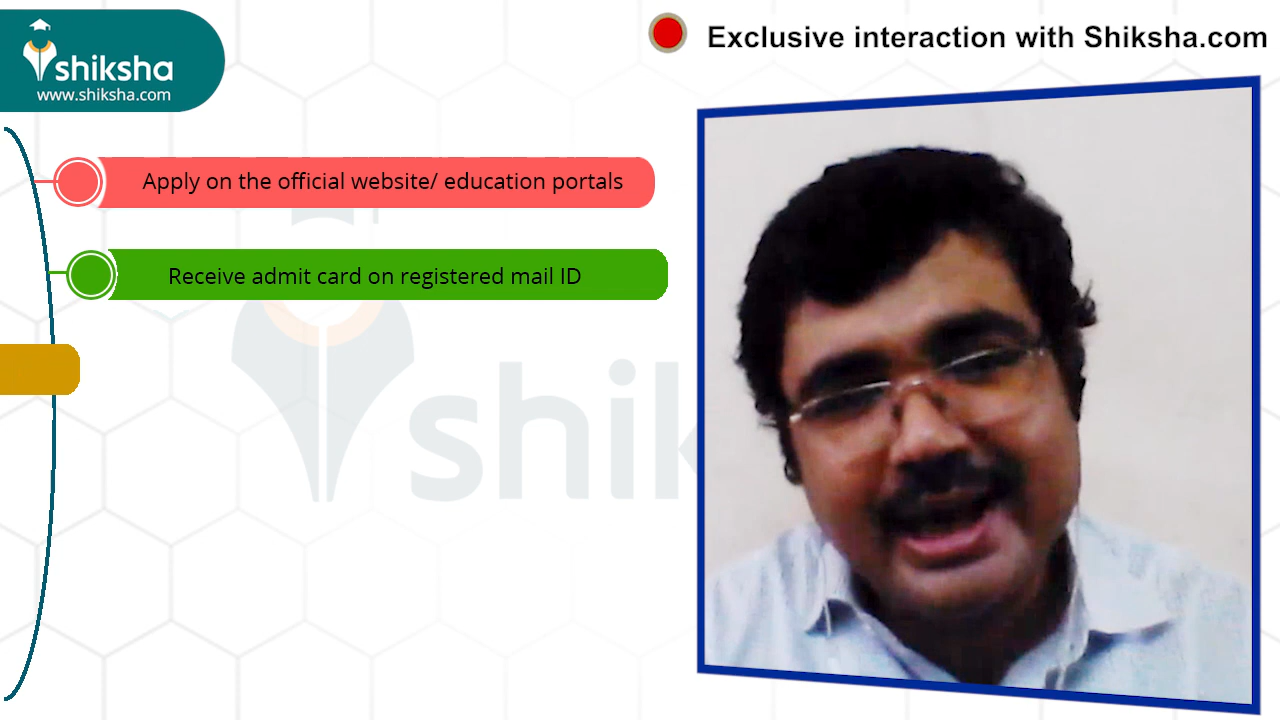 shiksha
www.shiksha.com
Exclusive interaction with Shiksha.com
Apply on the official website/ education portals
Receive admit card on registered mail ID
shik